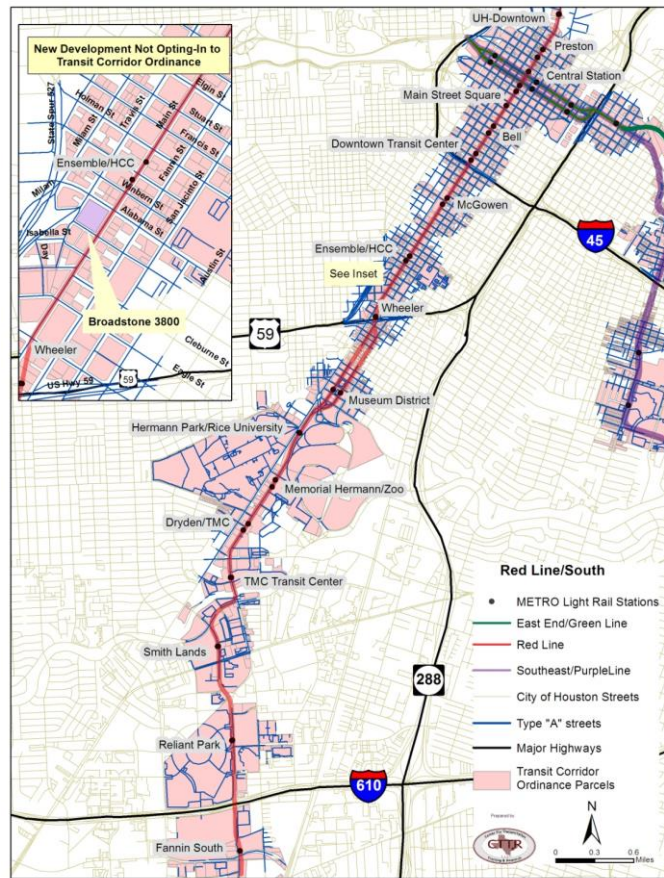 New Development Not Opting-In to
Transit Corridor Ordinance
State Spur 527
Holman St
Milam St
Travis St
Main St
Elgin St
Stuart St
Francis St
Fannin St
San Jacinto St
Ensemble/HCC
Winbern St
Alabama St
Milam
Isabella St
Day
Austin St
Broadstone 3800
Wheeler
Cleburne St
Eagle St
US Hwy 59
59
UH-Downtown
Preston
Central Station
Main Street Square
Bell
Downtown Transit Center
McGowen
45
Ensemble/HCC
See Inset
Wheeler
59
Museum District
Hermann Park/Rice University
Memorial Hermann/Zoo
Dryden/TMC
TMC Transit Center
Smith Lands
288
Reliant Park
610
Fannin South
Red Line/South
METRO Light Rail Stations
East End/Green Line
Red Line
Southeast/PurpleLine
City of Houston Streets
Type "A" streets
Major Highways
Transit Corridor
Ordinance Parcels
Prepared by
CTTR
N
0 0.3 0.6
Miles